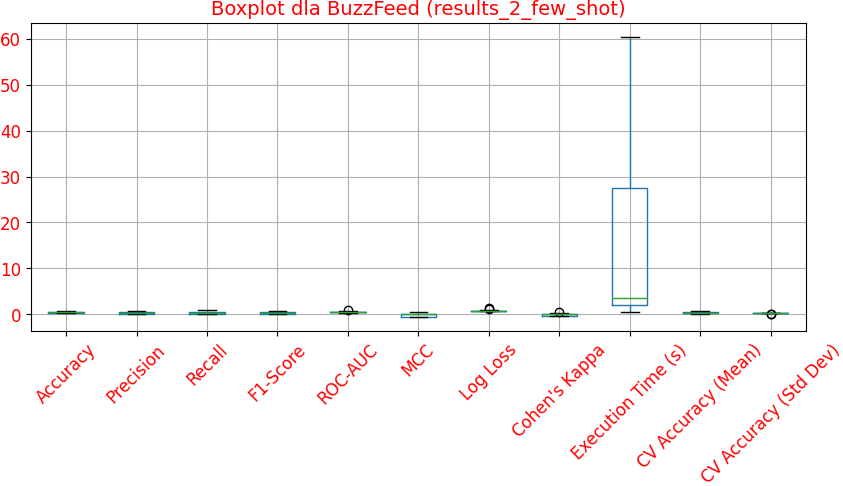 Boxplot dla BuzzFeed (results_2_few_shot)
60
50
40
30
20
10
0
Accuracy
Precision
Recall
F1-Score
ROC-AUC
MCC
Log Loss
Cohen's Kappa
Execution Time (s)
CV Accuracy (Mean)
CV Accuracy (Std Dev)